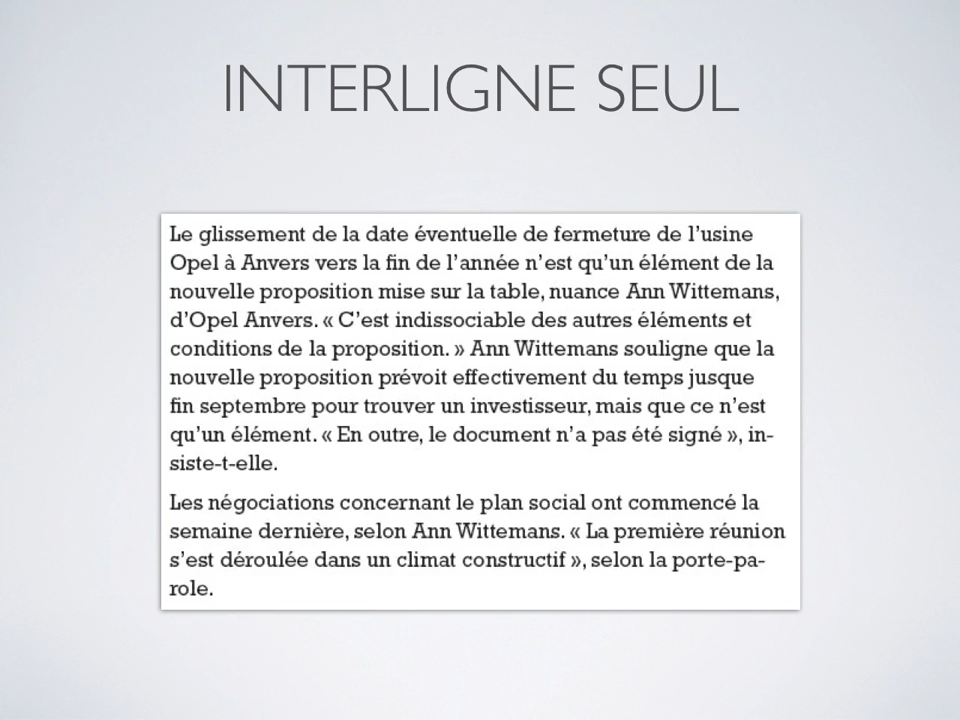 INTERLIGNE SEUL
Le glissement de la date éventuelle de fermeture de l’usine
Opel à Anvers vers la fin de l’année n’est qu’un élément de la
nouvelle proposition mise sur la table, nuance Ann Wittemans,
d’Opel Anvers. « C’est indissociable des autres éléments et
conditions de la proposition. » Ann Wittemans souligne que la
nouvelle proposition prévoit effectivement du temps jusque
fin septembre pour trouver un investisseur, mais que ce n’est
qu’un élément. « En outre, le document n’a pas été signé », in-
siste-t-elle.
Les négociations concernant le plan social ont commencé la
semaine dernière, selon Ann Wittemans. « La première réunion
s’est déroulée dans un climat constructif », selon la porte-pa-
role.